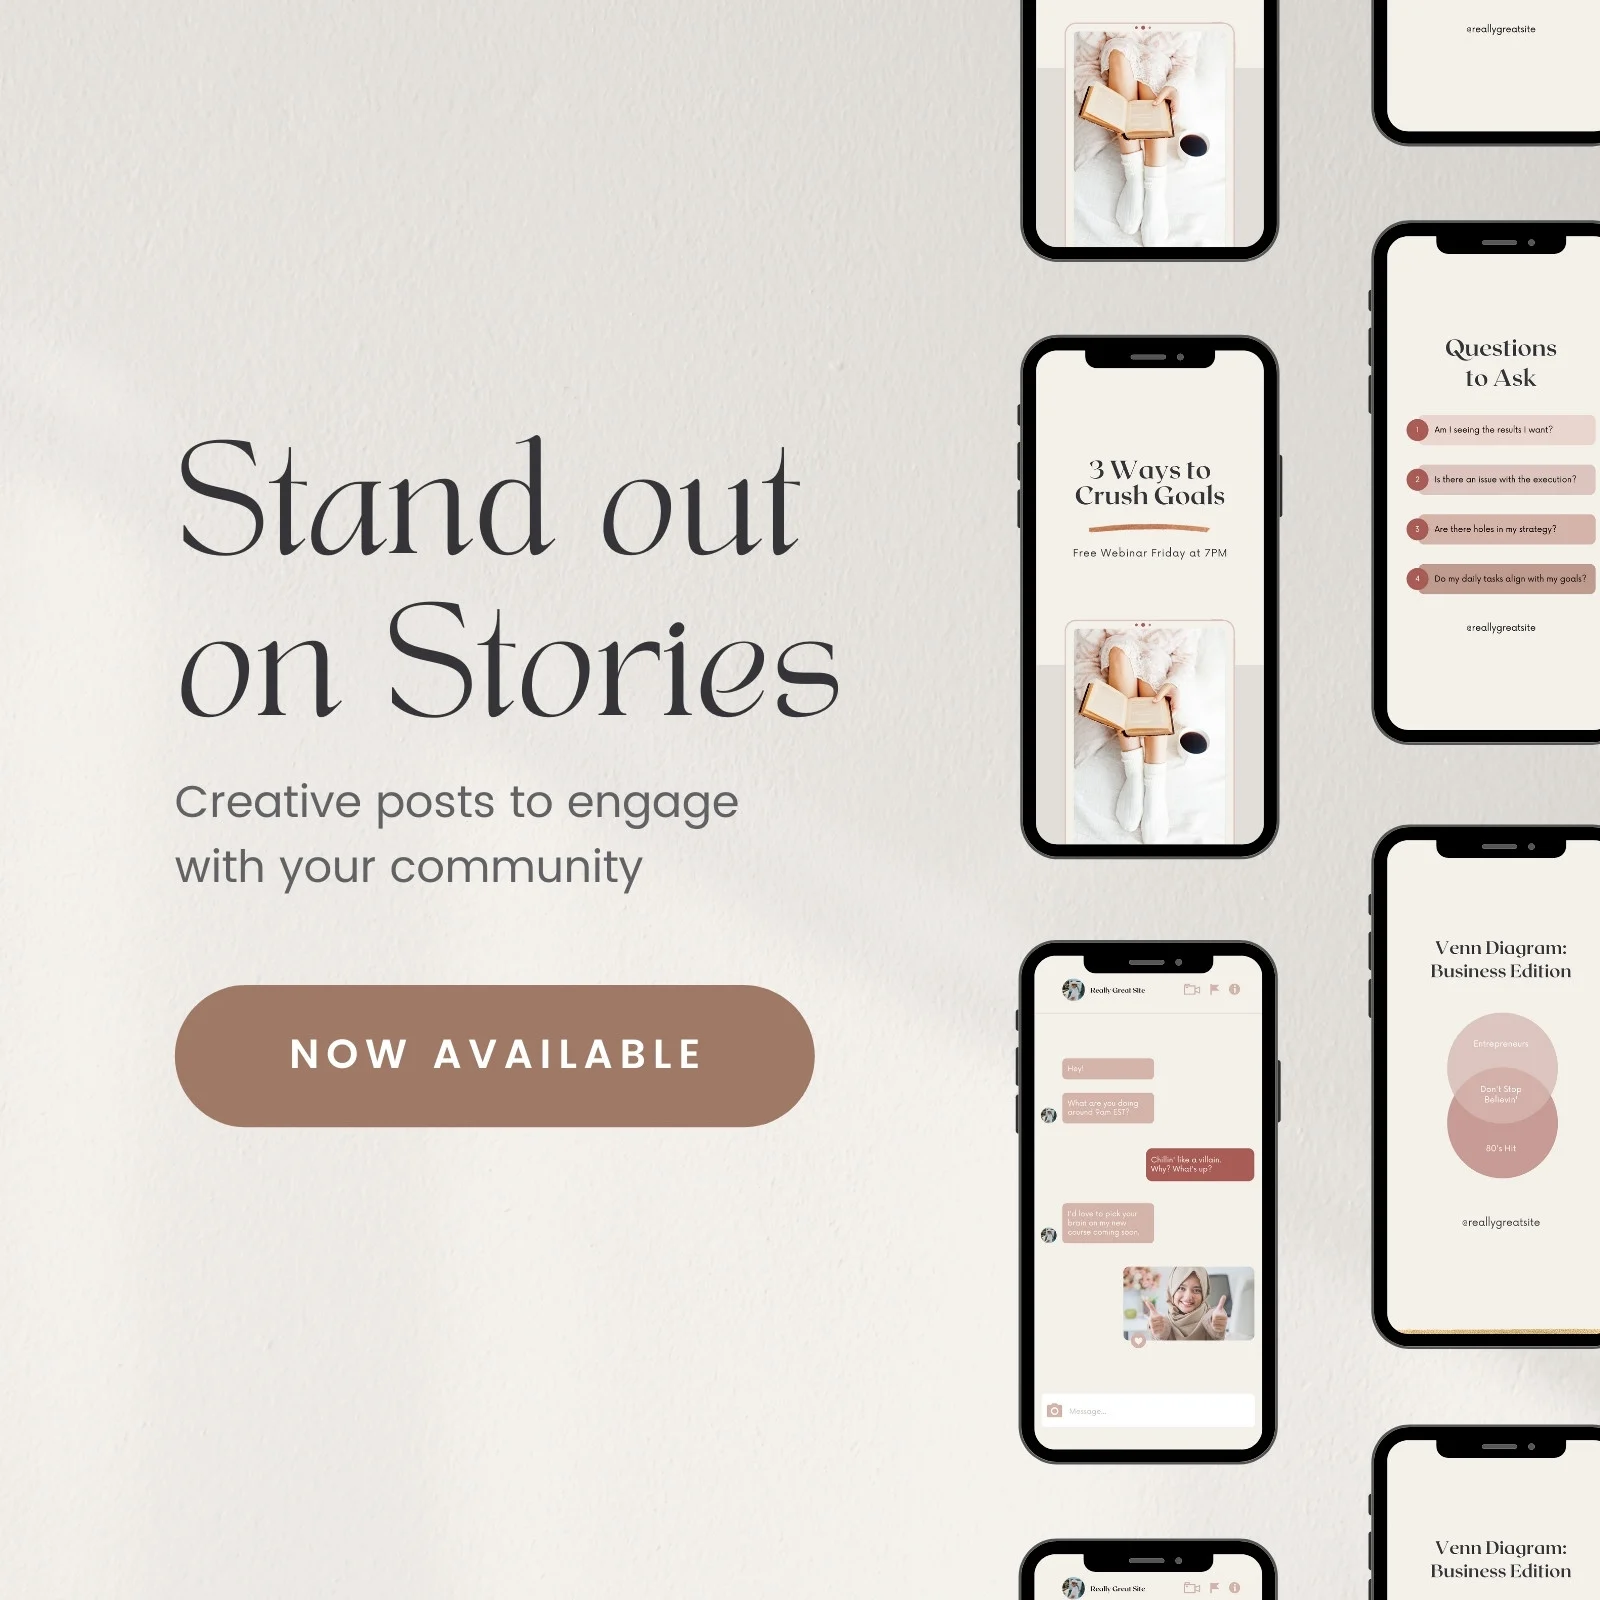 Stand out
on Stories
Creative posts to engage
with your community
NOW AVAILABLE
3 Ways to
Crush Goals
Free Webinar Friday at 7PM
Really Great Site
Hey!
What are you doing
around 9am EST?
Chillin' like a villain.
Why? What's up?
I'd love to pick your
brain on my new
course coming soon.
Message...
Really Great Site
@reallygreatsite
Questions
to Ask
1 Am I seeing the results I want?
2 Is there an issue with the execution?
3 Are there holes in my strategy?
4 Do my daily tasks align with my goals?
@reallygreatsite
Venn Diagram:
Business Edition
Entrepreneurs
Don't Stop
Believin'
80's Hit
@reallygreatsite
Venn Diagram:
Business Edition